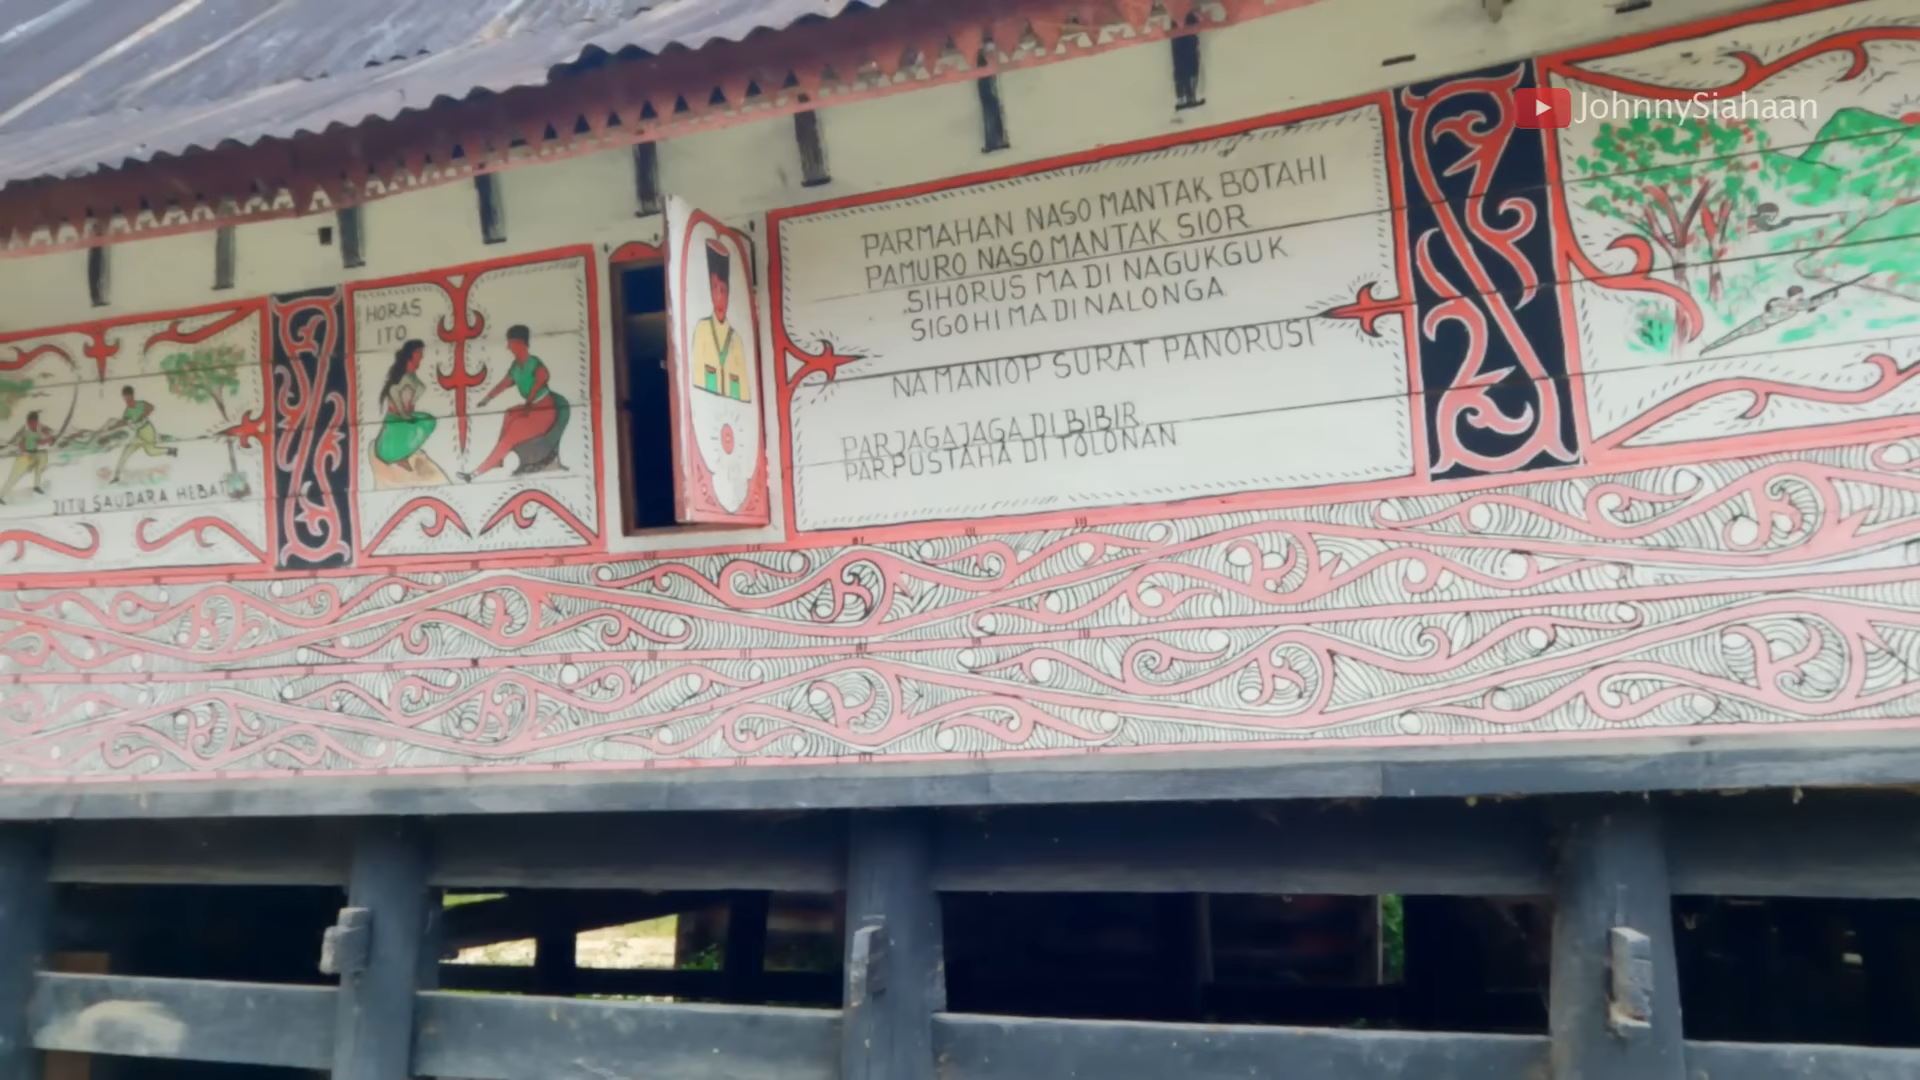 JohnnySiahaan
PARMAHAN NASO MANTAK BOTAHI
PAMURO NASO MANTAK SIOR
SIHORUS MA DI NAGUKGUK
SIGOHI MA DI NALONGA
NA MANIOP SURAT PANORUSI
PARJAGAJAGA DI BIBIR
PARPUSTAHA DI TOLONAN
HORAS
ITO
JITU SAUDARA HEBAT